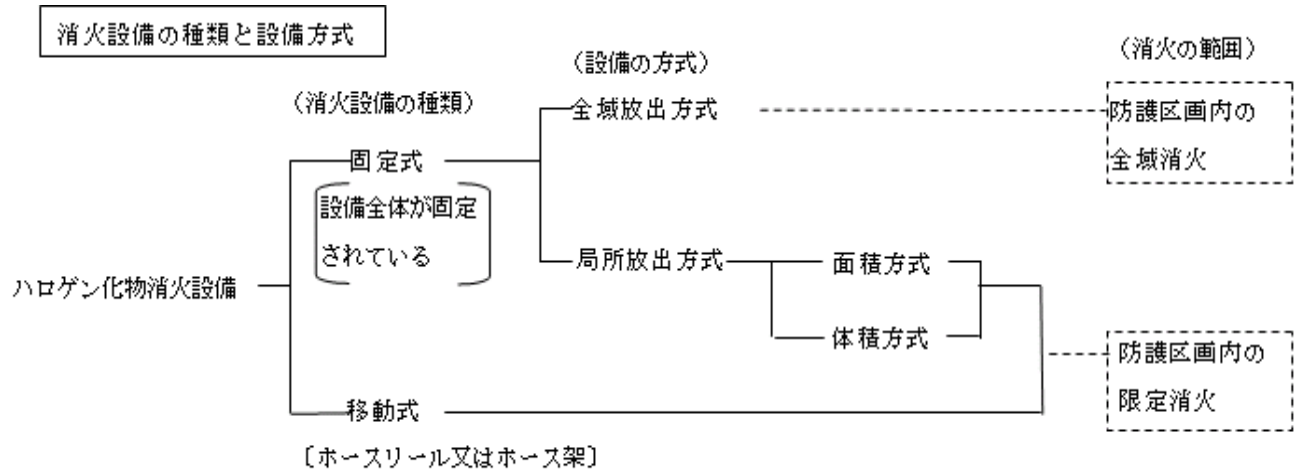 消火設備の種類と設備方式
（消火の範囲）
（設備の方式）
（消火設備の種類）
全域放出方式
防護区画内の
全域消火
固定式
設備全体が固定
されている
局所放出方式
面積方式
ハロゲン化物消火設備
体積方式
防護区画内の
限定消火
移動式
〔ホースリール又はホース架〕